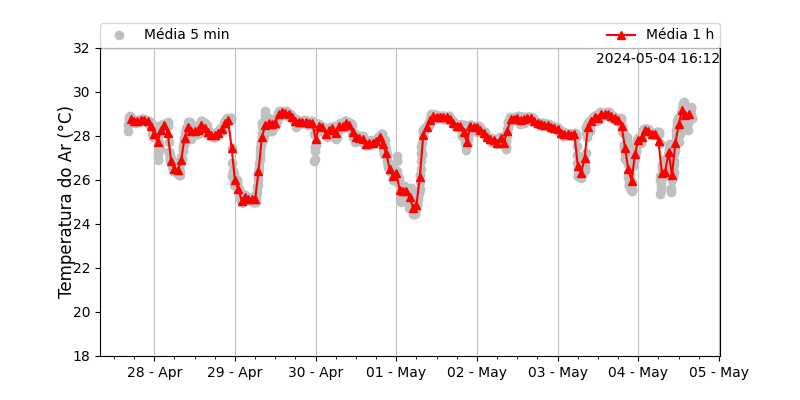 Média 5 min
Média 1 h
2024-05-04 16:12
Temperatura do Ar (°C)
32
30
28
26
24
22
20
18
28 - Apr
29 - Apr
30 - Apr
01 - May
02 - May
03 - May
04 - May
05 - May